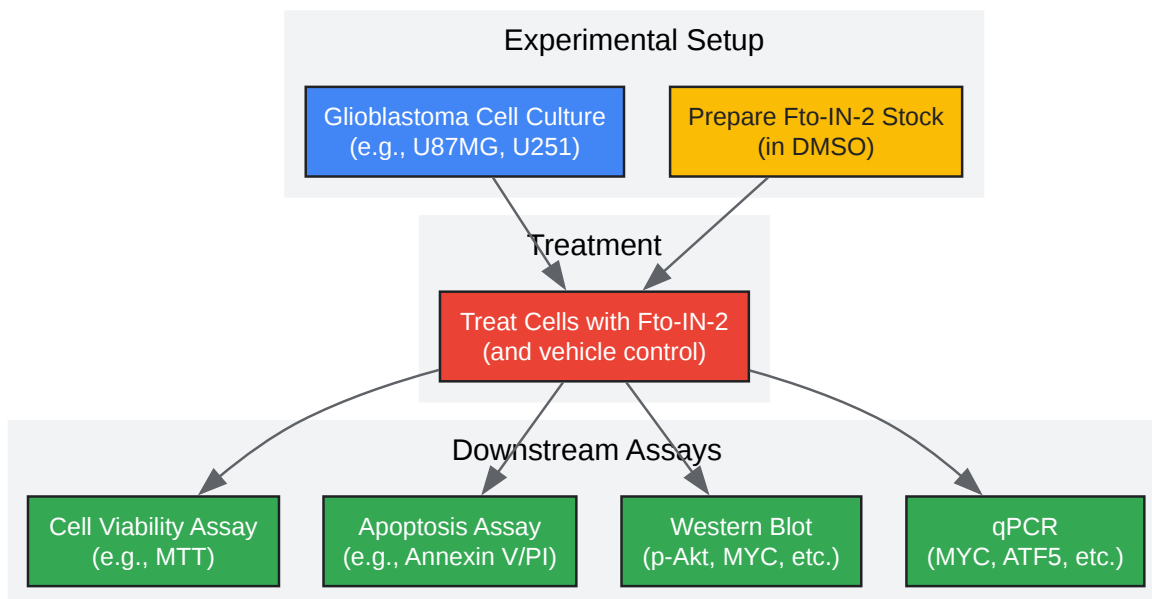 Experimental Setup
Glioblastoma Cell Culture
(e.g., U87MG, U251)
Prepare Fto-IN-2 Stock
(in DMSO)
Treatment
Treat Cells with Fto-IN-2
(and vehicle control)
Downstream Assays
Cell Viability Assay
(e.g., MTT)
Apoptosis Assay
(e.g., Annexin V/PI)
Western Blot
(p-Akt, MYC, etc.)
qPCR
(MYC, ATF5, etc.)